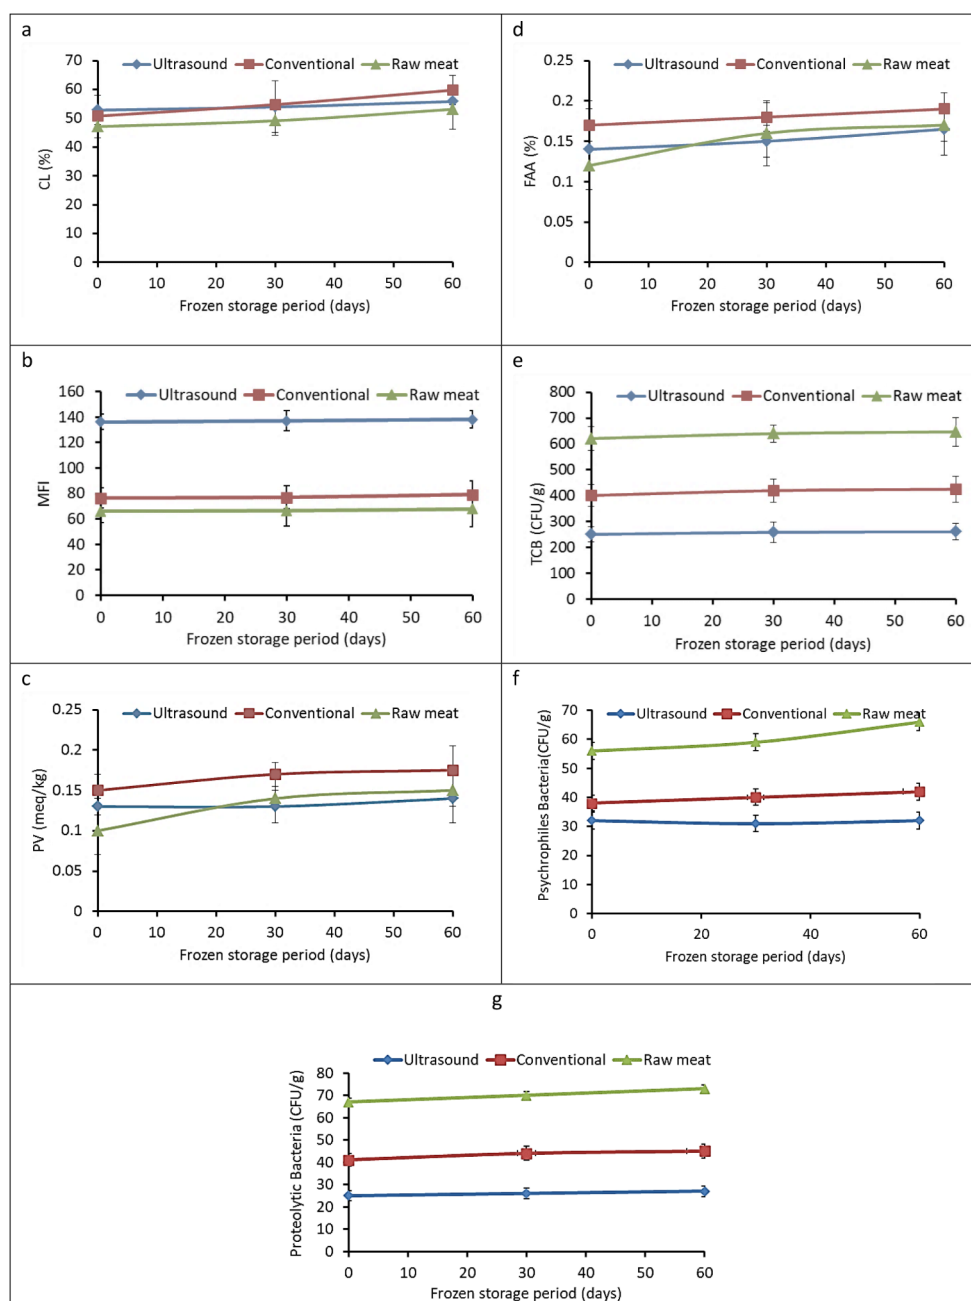 a
Ultrasound Conventional Raw meat
CL (%)
70
60
50
40
30
20
10
0
0 10 20 30 40 50 60
Frozen storage period (days)
d
Ultrasound Conventional Raw meat
FAA (%)
0.25
0.2
0.15
0.1
0.05
0
0 10 20 30 40 50 60
Frozen storage period (days)
b
Ultrasound Conventional Raw meat
MFI
160
140
120
100
80
60
40
20
0
0 10 20 30 40 50 60
Frozen storage period (days)
e
Ultrasound Conventional Raw meat
TCB (CFU/g)
800
700
600
500
400
300
200
100
0
0 10 20 30 40 50 60
Frozen storage period (days)
c
Ultrasound Conventional Raw meat
PV (meq/kg)
0.25
0.2
0.15
0.1
0.05
0
0 10 20 30 40 50 60
Frozen storage period (days)
f
Ultrasound Conventional Raw meat
Psychrophiles Bacteria(CFU/g)
70
60
50
40
30
20
10
0
0 20 40 60
Frozen storage period (days)
g
Ultrasound Conventional Raw meat
Proteolytic Bacteria (CFU/g)
80
70
60
50
40
30
20
10
0
0 10 20 30 40 50 60
Frozen storage period (days)